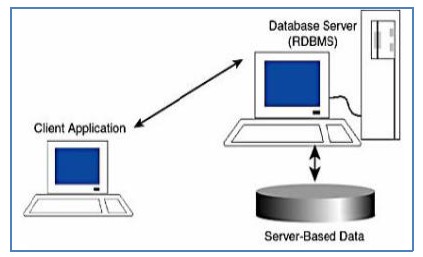 Database Server
(RDBMS)
Client Application
Server-Based Data